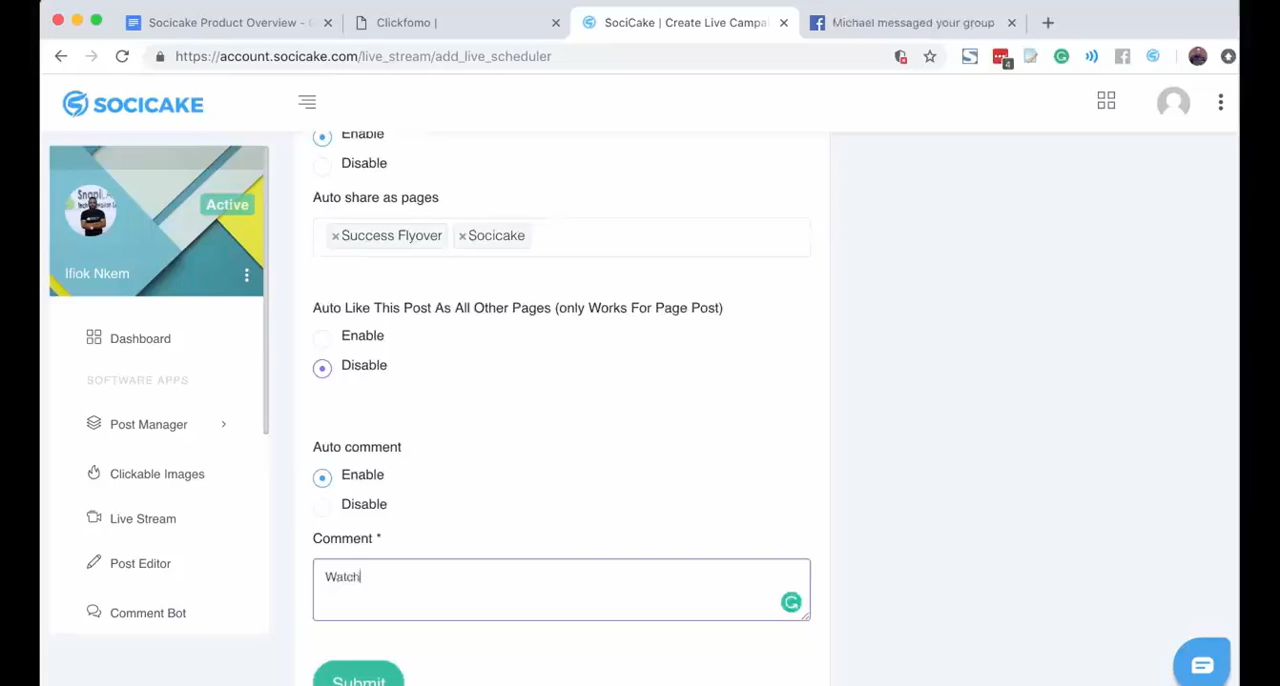 Socicake Product Overview -
Clickfomo |
SociCake | Create Live Campa
Michael messaged your group
https://account.socicake.com/live_stream/add_live_scheduler
4
SOCICAKE
Active
Ifiok Nkem
Dashboard
SOFTWARE APPS
Post Manager
Clickable Images
Live Stream
Post Editor
Comment Bot
Enable
Disable
Auto share as pages
×Success Flyover ×Socicake
Auto Like This Post As All Other Pages (only Works For Page Post)
Enable
Disable
Auto comment
Enable
Disable
Comment *
Watch
Submit